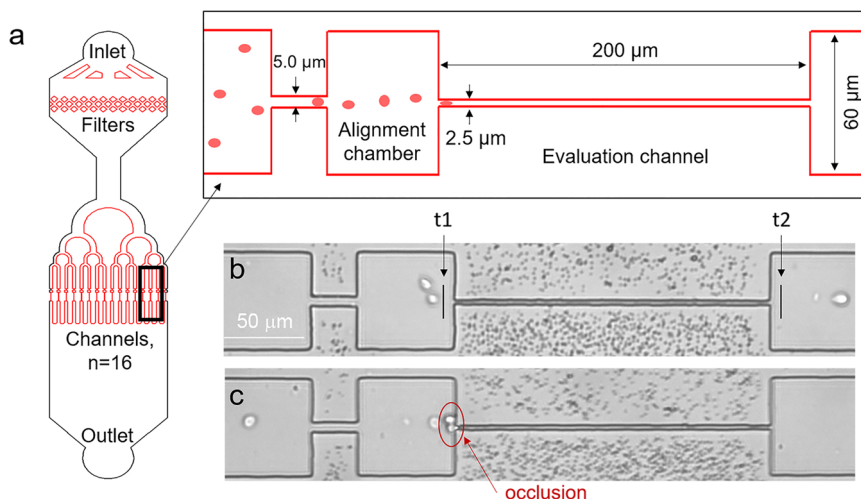 a
Inlet
Filters
Channels,
n=16
Outlet
5.0 μm
Alignment
chamber
200 μm
2.5 μm
Evaluation channel
60 μm
t1
t2
b
50 μm
c
occlusion